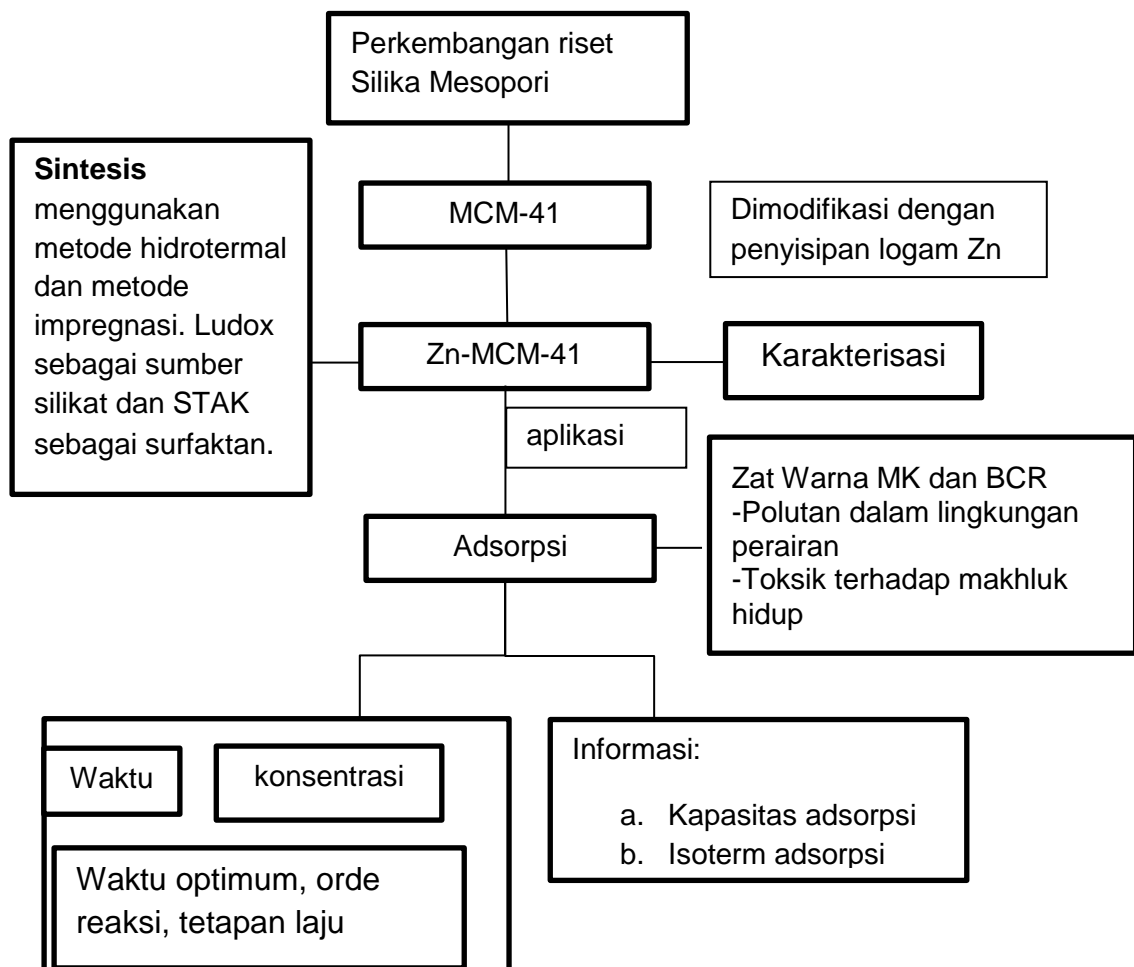 Perkembangan riset
Silika Mesopori
Sintesis
menggunakan
metode hidrotermal
dan metode
impregnasi. Ludox
sebagai sumber
silikat dan STAK
sebagai surfaktan.
MCM-41
Dimodifikasi dengan
penyisipan logam Zn
Zn-MCM-41
Karakterisasi
aplikasi
Zat Warna MK dan BCR
-Polutan dalam lingkungan
perairan
-Toksik terhadap makhluk
hidup
Adsorpsi
Waktu
konsentrasi
Waktu optimum, orde
reaksi, tetapan laju
Informasi:
a. Kapasitas adsorpsi
b. Isoterm adsorpsi